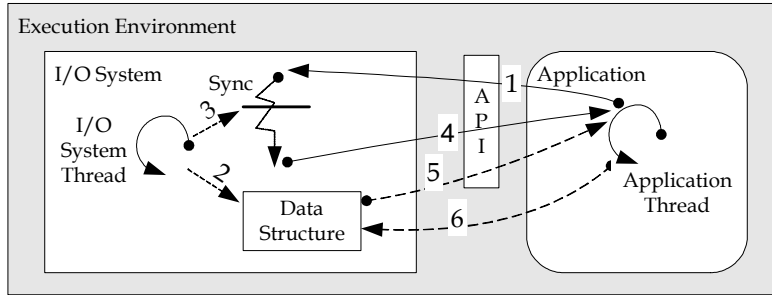 Execution Environment
I/O System
Sync
3
I/O
System
Thread
2
Data
Structure
A
P
I
1
4
5
6
Application
Application
Thread